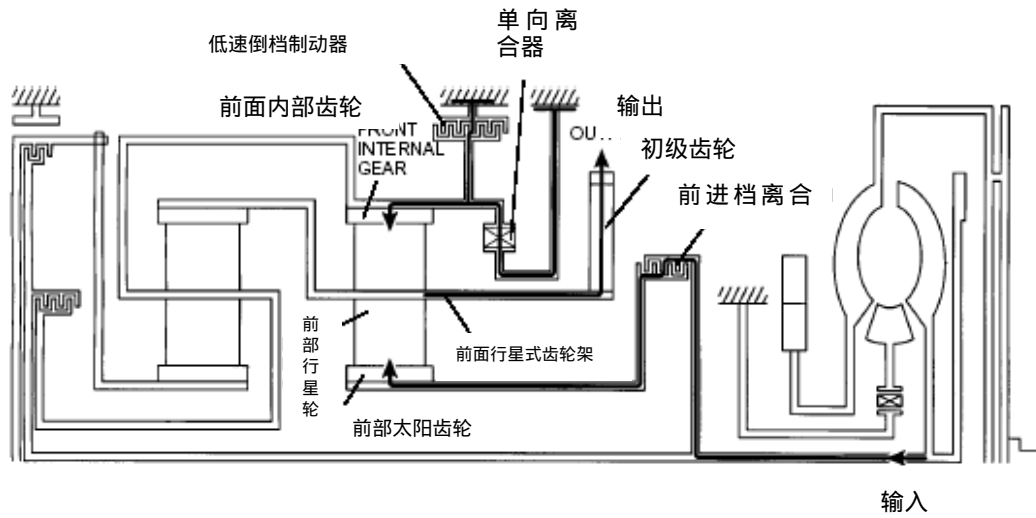 单向离
合器
低速倒档制动器
前面内部齿轮
输出
FRONT
INTERNAL
GEAR
初级齿轮
前进档离合
前
部
行
星
轮
前面行星式齿轮架
前部太阳齿轮
输入